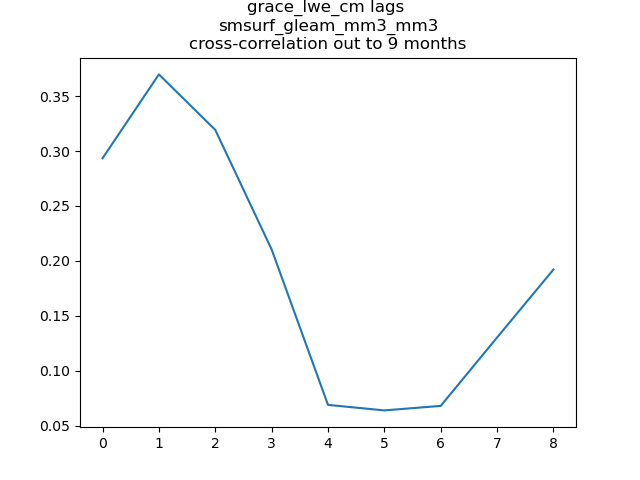 grace_lwe_cm lags
smsurf_gleam_mm3_mm3
cross-correlation out to 9 months
0.35
0.30
0.25
0.20
0.15
0.10
0.05
0 1 2 3 4 5 6 7 8